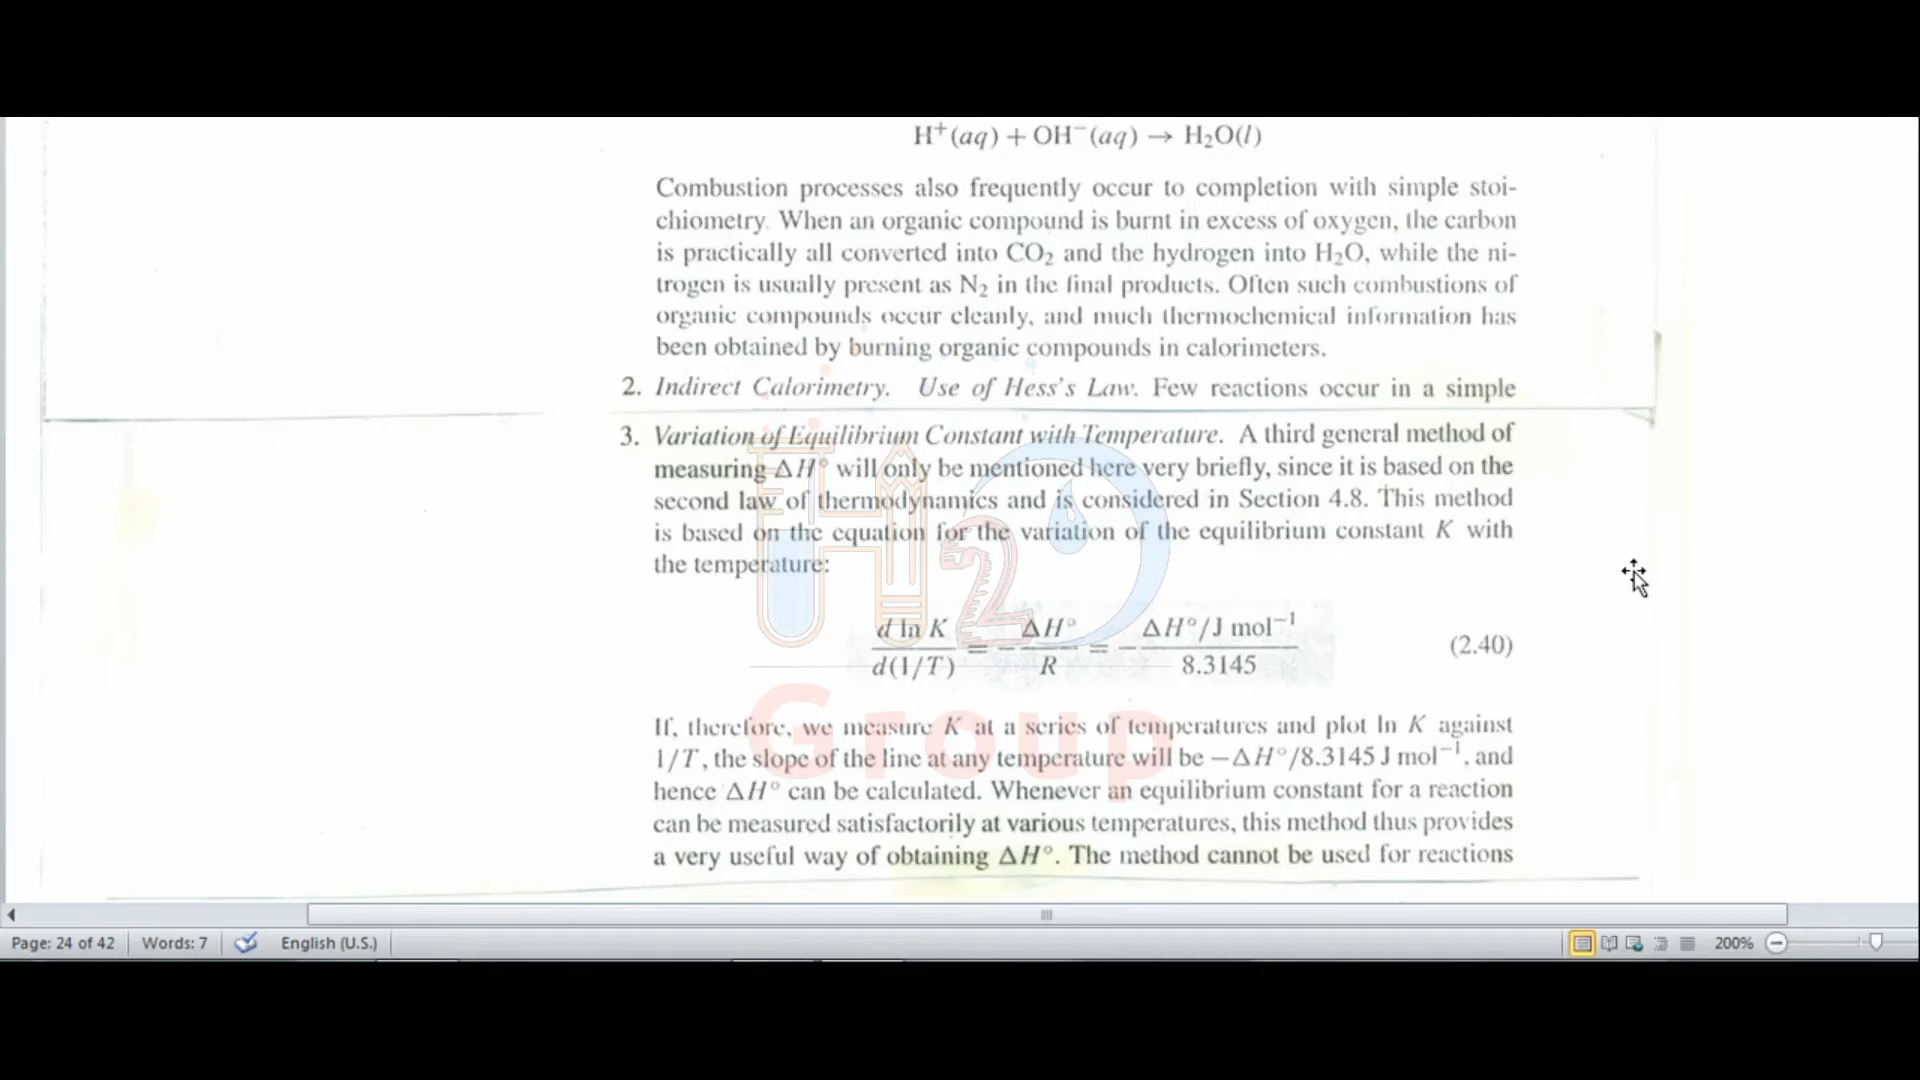 H⁺(aq) + OH⁻(aq) → H₂O(l)
Combustion processes also frequently occur to completion with simple stoi-
chiometry. When an organic compound is burnt in excess of oxygen, the carbon
is practically all converted into CO₂ and the hydrogen into H₂O, while the ni-
trogen is usually present as N₂ in the final products. Often such combustions of
organic compounds occur cleanly, and much thermochemical information has
been obtained by burning organic compounds in calorimeters.
2. Indirect Calorimetry. Use of Hess's Law. Few reactions occur in a simple
3. Variation of Equilibrium Constant with Temperature. A third general method of
measuring ΔH° will only be mentioned here very briefly, since it is based on the
second law of thermodynamics and is considered in Section 4.8. This method
is based on the equation for the variation of the equilibrium constant K with
the temperature:
d ln K / d(1/T) = − ΔH° / R = − ΔH°/J mol⁻¹ / 8.3145 (2.40)
If, therefore, we measure K at a series of temperatures and plot ln K against
1/T, the slope of the line at any temperature will be −ΔH°/8.3145 J mol⁻¹, and
hence ΔH° can be calculated. Whenever an equilibrium constant for a reaction
can be measured satisfactorily at various temperatures, this method thus provides
a very useful way of obtaining ΔH°. The method cannot be used for reactions
H2O
Group
Page: 24 of 42 Words: 7 English (U.S.) 200%